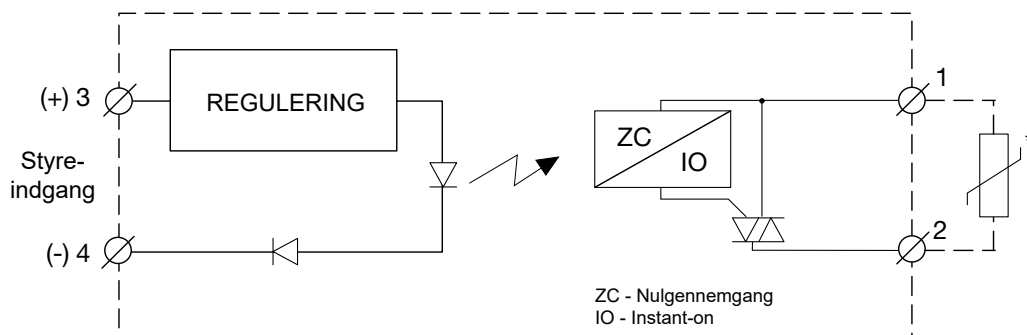 (+) 3
REGULERING
Styre-
indgang
(-) 4
ZC
IO
1
2
*
ZC - Nulgennemgang
IO - Instant-on